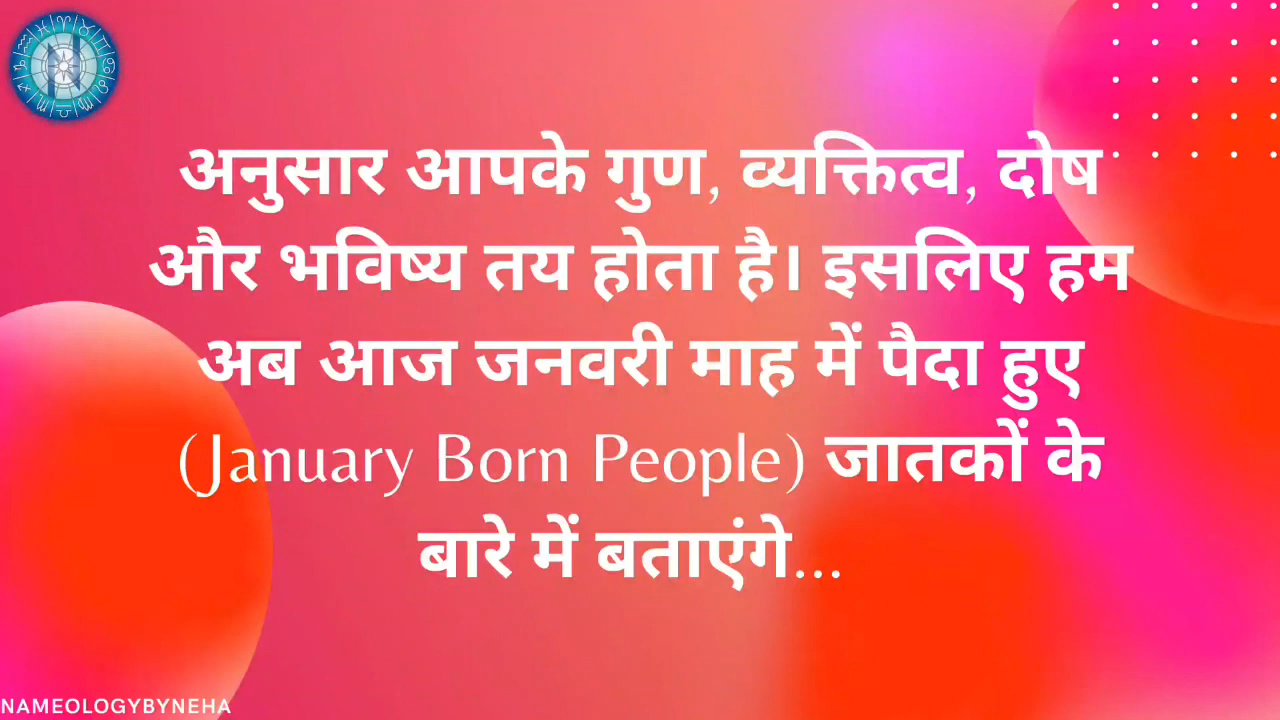 अनुसार आपके गुण, व्यक्तित्व, दोष
और भविष्य तय होता है। इसलिए हम
अब आज जनवरी माह में पैदा हुए
(January Born People) जातकों के
बारे में बताएंगे...
NAMEOLOGYBYNEHA